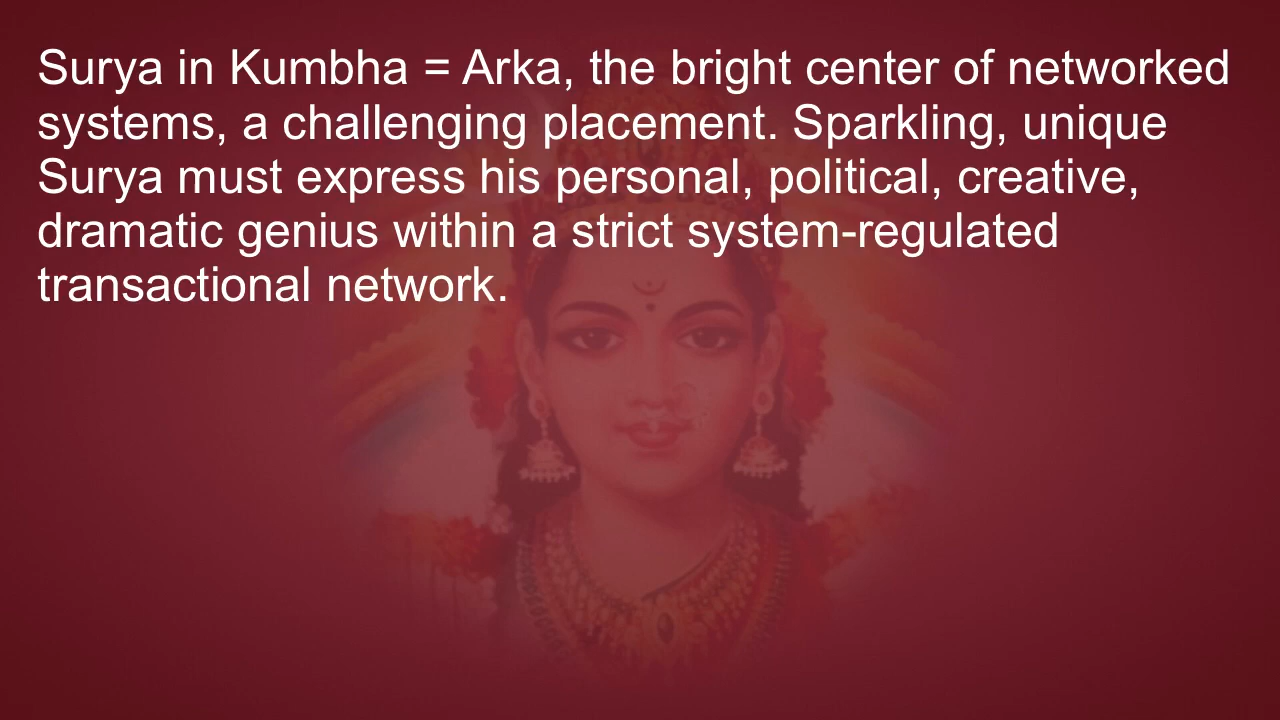 Surya in Kumbha = Arka, the bright center of networked
systems, a challenging placement. Sparkling, unique
Surya must express his personal, political, creative,
dramatic genius within a strict system-regulated
transactional network.